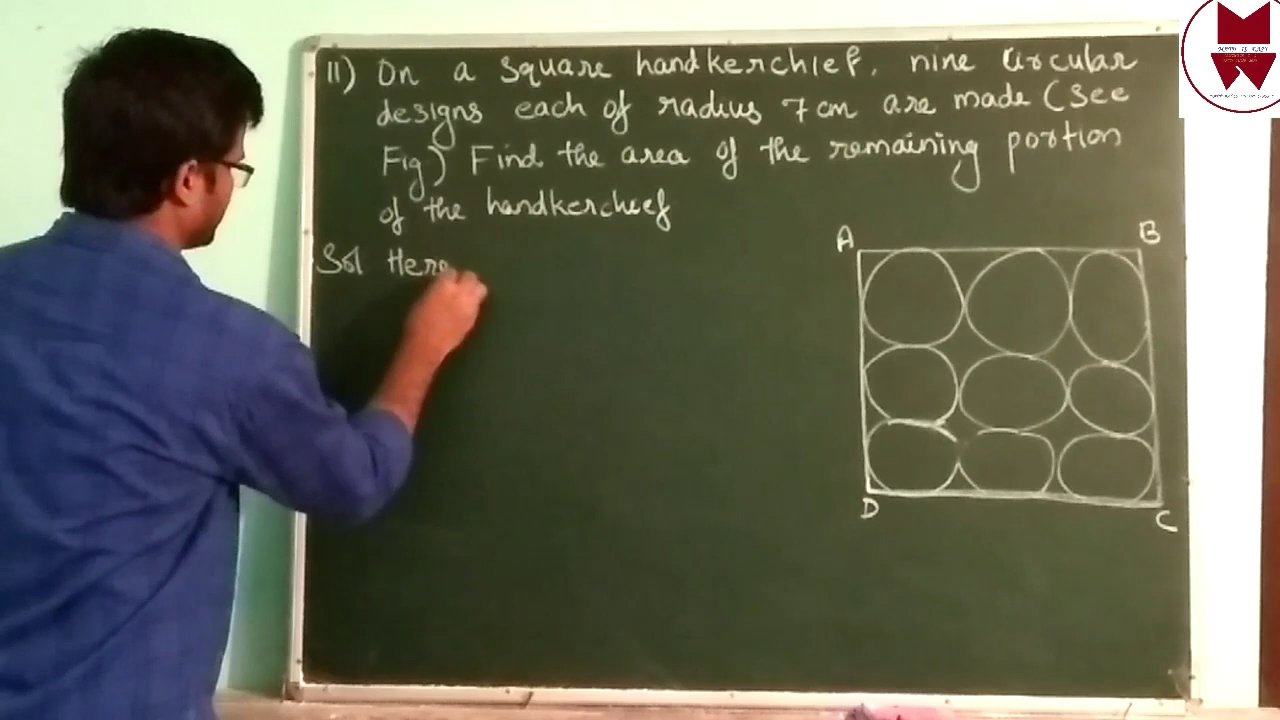 11) On a square handkerchief, nine circular
designs each of radius 7 cm are made (see
Fig) Find the area of the remaining portion
of the handkerchief
Sol Here
A B
D C